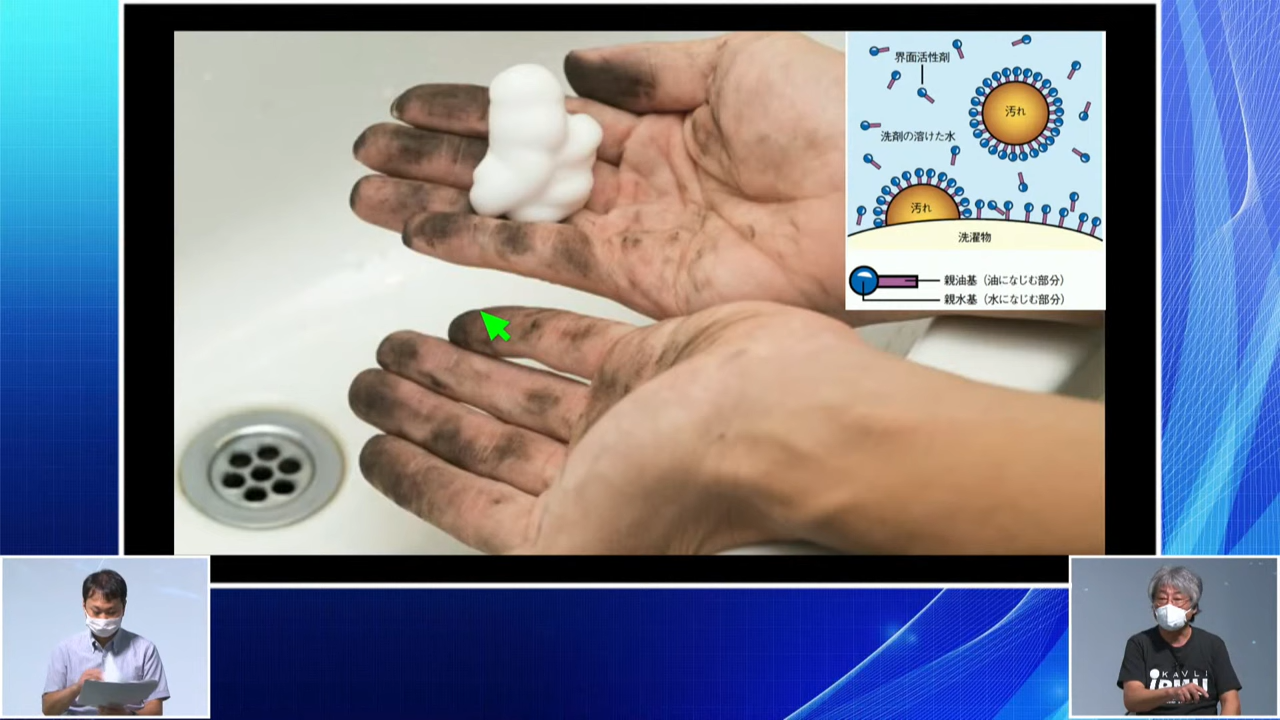 界面活性剤
汚れ
洗剤の溶けた水
汚れ
洗濯物
親油基（油になじむ部分）
親水基（水になじむ部分）
KAVLI